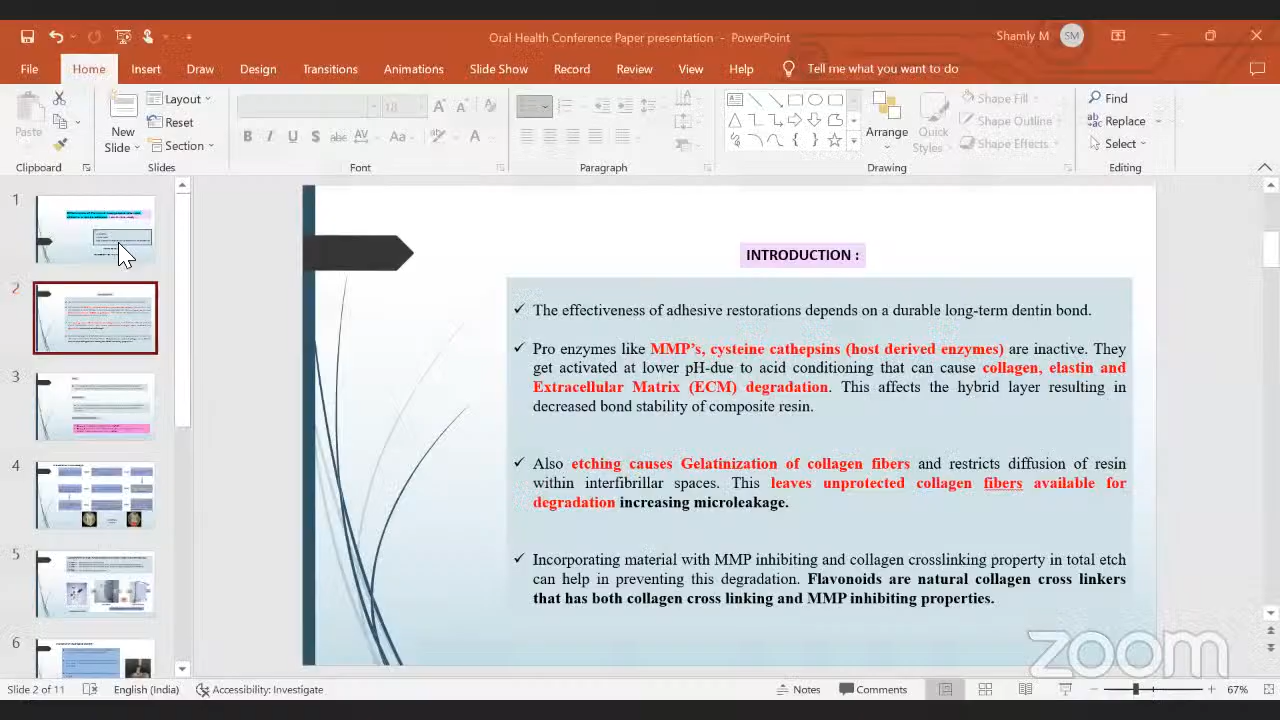 Oral Health Conference Paper presentation - PowerPoint
Shamly M
SM
File Home Insert Draw Design Transitions Animations Slide Show Record Review View Help Tell me what you want to do
Paste
Clipboard
New Slide
Layout
Reset
Section
Slides
18
B I U S abc AV Aa A
Font
Paragraph
Arrange
Quick Styles
Shape Fill
Shape Outline
Shape Effects
Drawing
Find
Replace
Select
Editing
1
2
3
4
5
6
INTRODUCTION :
✓ The effectiveness of adhesive restorations depends on a durable long-term dentin bond.
✓ Pro enzymes like MMP's, cysteine cathepsins (host derived enzymes) are inactive. They
get activated at lower pH-due to acid conditioning that can cause collagen, elastin and
Extracellular Matrix (ECM) degradation. This affects the hybrid layer resulting in
decreased bond stability of composite resin.
✓ Also etching causes Gelatinization of collagen fibers and restricts diffusion of resin
within interfibrillar spaces. This leaves unprotected collagen fibers available for
degradation increasing microleakage.
✓ Incorporating material with MMP inhibiting and collagen crosslinking property in total etch
can help in preventing this degradation. Flavonoids are natural collagen cross linkers
that has both collagen cross linking and MMP inhibiting properties.
zoom
Slide 2 of 11 English (India) Accessibility: Investigate Notes Comments 67%